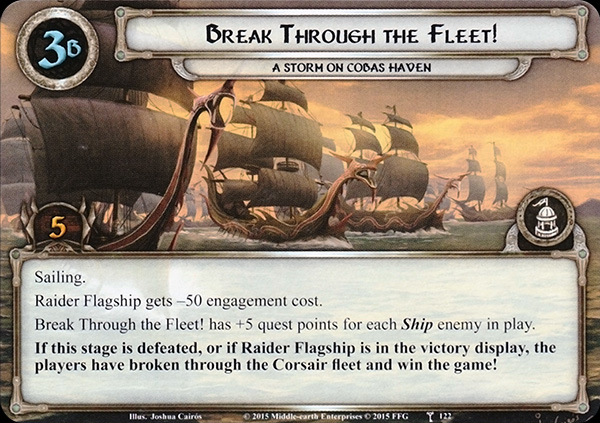 3B
BREAK THROUGH THE FLEET!
A STORM ON COBAS HAVEN
5
Sailing.
Raider Flagship gets –50 engagement cost.
Break Through the Fleet! has +5 quest points for each Ship enemy in play.
If this stage is defeated, or if Raider Flagship is in the victory display, the
players have broken through the Corsair fleet and win the game!
Illus. Joshua Cairós © 2015 Middle-earth Enterprises © 2015 FFG 122